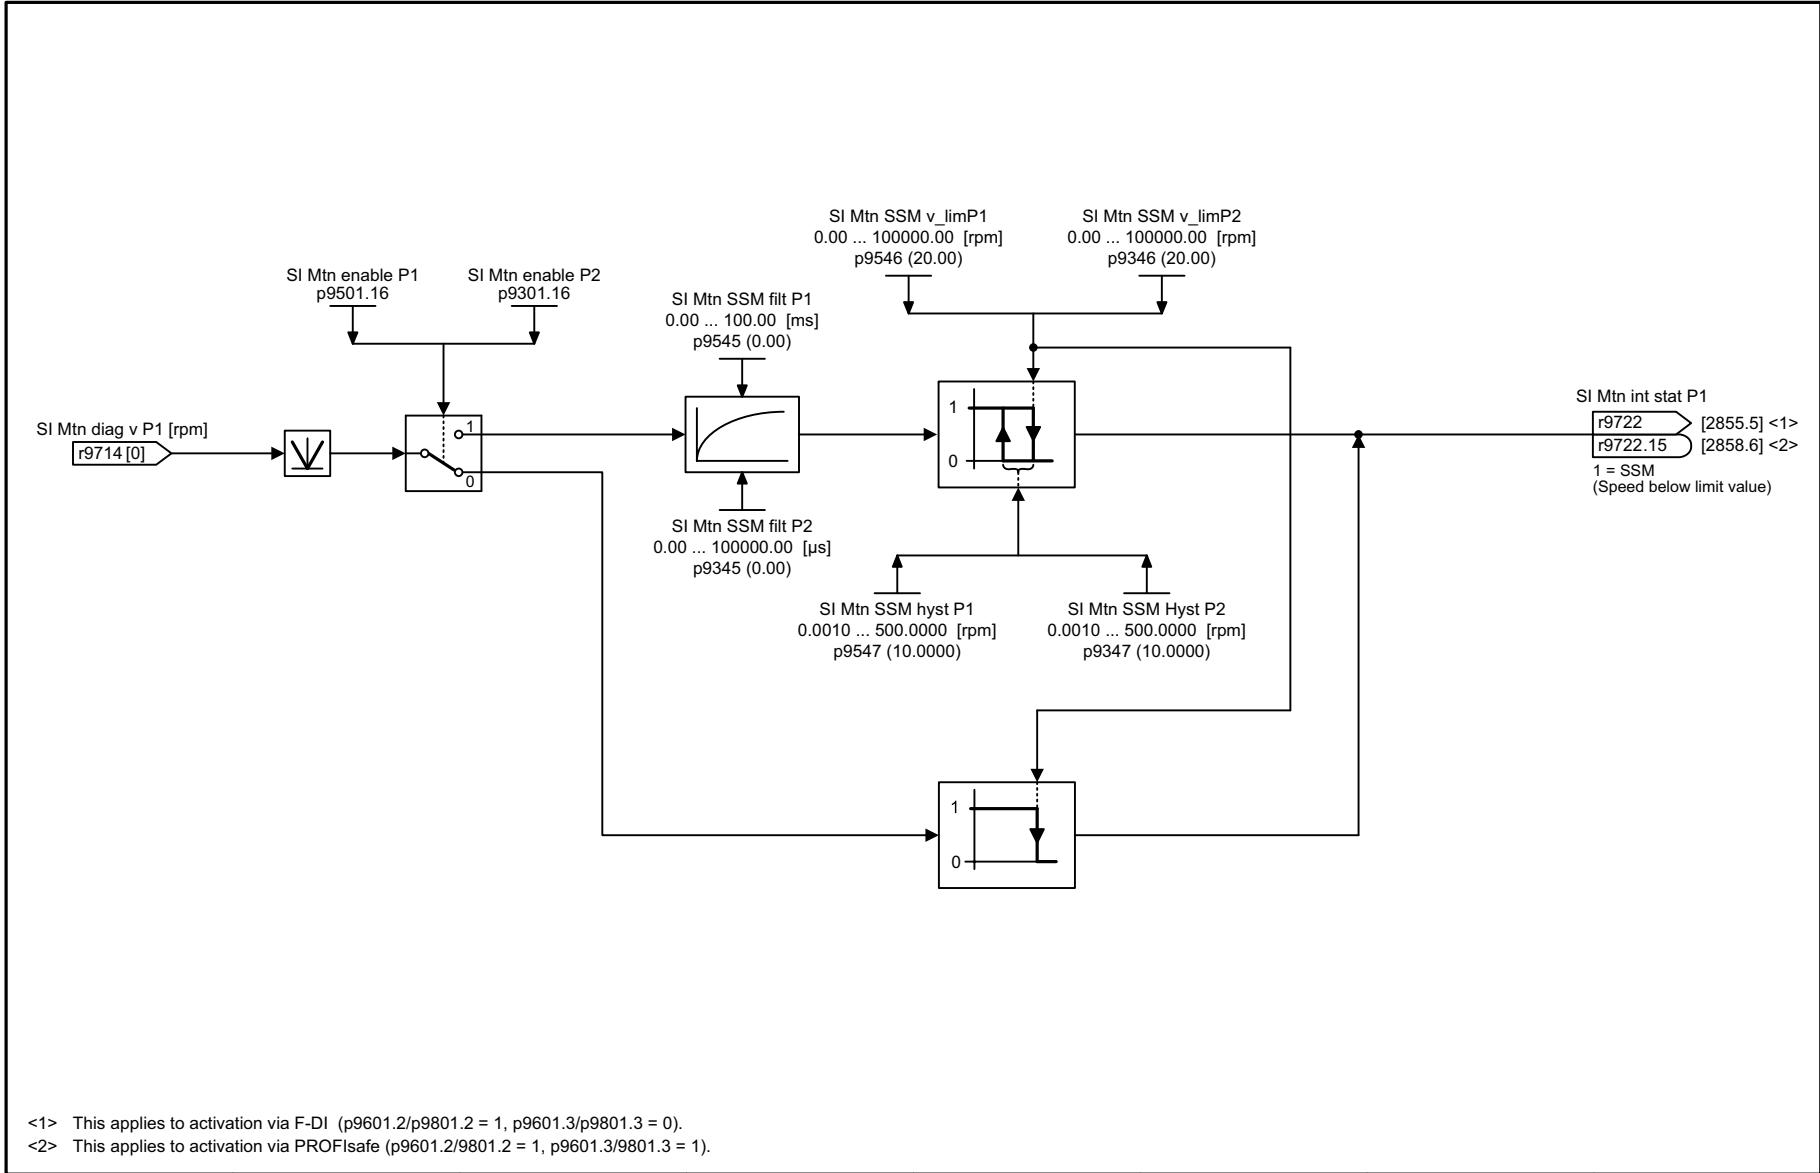 SI Mtn SSM v_limP1
0.00 ... 100000.00 [rpm]
p9546 (20.00)
SI Mtn SSM v_limP2
0.00 ... 100000.00 [rpm]
p9346 (20.00)
SI Mtn enable P1
p9501.16
SI Mtn enable P2
p9301.16
SI Mtn SSM filt P1
0.00 ... 100.00 [ms]
p9545 (0.00)
SI Mtn diag v P1 [rpm]
r9714 [0]
1
0
1
0
SI Mtn int stat P1
r9722 [2855.5] <1>
r9722.15 [2858.6] <2>
1 = SSM
(Speed below limit value)
SI Mtn SSM filt P2
0.00 ... 100000.00 [µs]
p9345 (0.00)
SI Mtn SSM hyst P1
0.0010 ... 500.0000 [rpm]
p9547 (10.0000)
SI Mtn SSM Hyst P2
0.0010 ... 500.0000 [rpm]
p9347 (10.0000)
1
0
<1> This applies to activation via F-DI (p9601.2/p9801.2 = 1, p9601.3/p9801.3 = 0).
<2> This applies to activation via PROFIsafe (p9601.2/9801.2 = 1, p9601.3/9801.3 = 1).